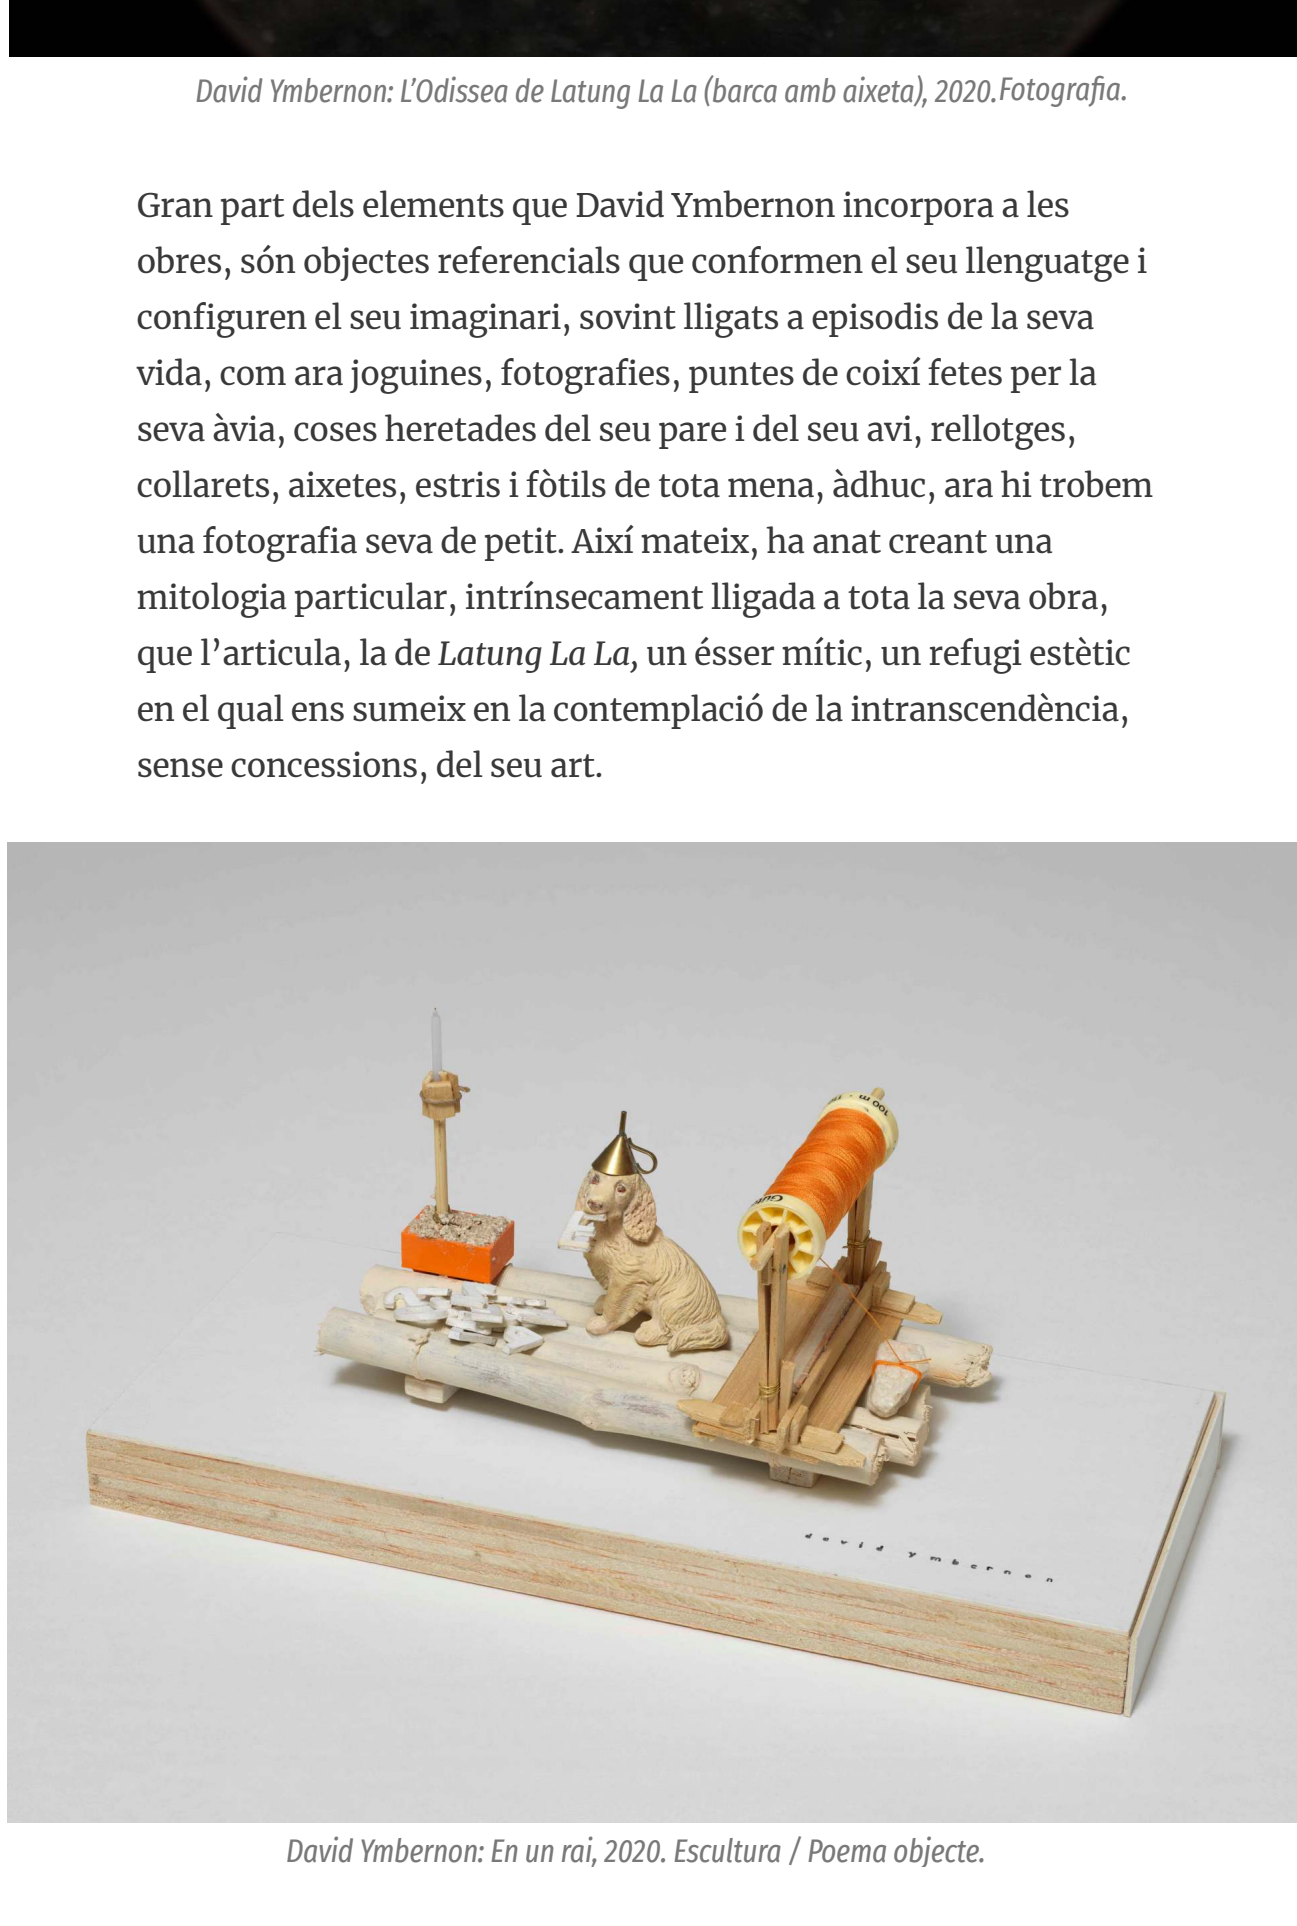 David Ymbernon: L’Odissea de Latung La La (barca amb aixeta), 2020. Fotografia.
Gran part dels elements que David Ymbernon incorpora a les
obres, són objectes referencials que conformen el seu llenguatge i
configuren el seu imaginari, sovint lligats a episodis de la seva
vida, com ara joguines, fotografies, puntes de coixí fetes per la
seva àvia, coses heretades del seu pare i del seu avi, rellotges,
collarets, aixetes, estris i fòtils de tota mena, àdhuc, ara hi trobem
una fotografia seva de petit. Així mateix, ha anat creant una
mitologia particular, intrínsecament lligada a tota la seva obra,
que l’articula, la de Latung La La, un ésser mític, un refugi estètic
en el qual ens sumeix en la contemplació de la intranscendència,
sense concessions, del seu art.
100 m
E
david ymbernon
David Ymbernon: En un rai, 2020. Escultura / Poema objecte.